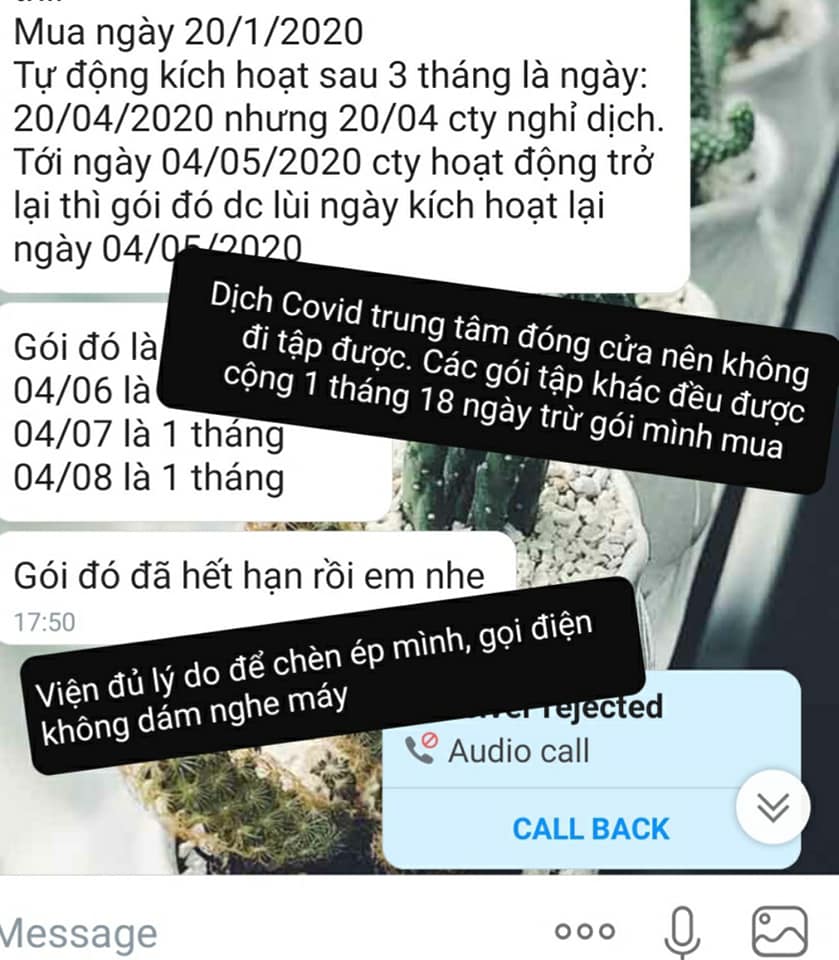 Mua ngày 20/1/2020
Tự động kích hoạt sau 3 tháng là ngày:
20/04/2020 nhưng 20/04 cty nghỉ dịch.
Tới ngày 04/05/2020 cty hoạt động trở
lại thì gói đó dc lùi ngày kích hoạt lại
ngày 04/05/2020
Dịch Covid trung tâm đóng cửa nên không
đi tập được. Các gói tập khác đều được
cộng 1 tháng 18 ngày trừ gói mình mua
Gói đó là
04/06 là
04/07 là 1 tháng
04/08 là 1 tháng
Gói đó đã hết hạn rồi em nhe
17:50
Viện đủ lý do để chèn ép mình, gọi điện
không dám nghe máy
rejected
Audio call
CALL BACK
Message